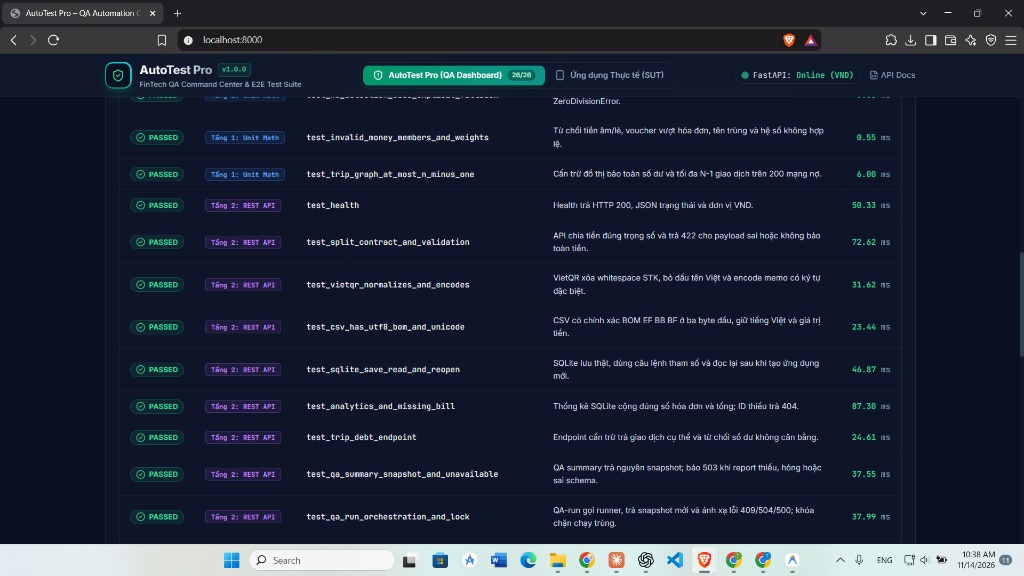 AutoTest Pro – QA Automation C
localhost:8000
AutoTest Pro v1.0.0
FinTech QA Command Center & E2E Test Suite
AutoTest Pro (QA Dashboard) 26/26
Ứng dụng Thực tế (SUT)
FastAPI: Online (VND)
API Docs
ZeroDivisionError.
PASSED Tầng 1: Unit Math test_invalid_money_members_and_weights Từ chối tiền âm/lẻ, voucher vượt hóa đơn, tên trùng và hệ số không hợp 0.55 ms
lệ.
PASSED Tầng 1: Unit Math test_trip_graph_at_most_n_minus_one Cấn trừ đồ thị bảo toàn số dư và tối đa N-1 giao dịch trên 200 mạng nợ. 6.00 ms
PASSED Tầng 2: REST API test_health Health trả HTTP 200, JSON trạng thái và đơn vị VND. 50.33 ms
PASSED Tầng 2: REST API test_split_contract_and_validation API chia tiền đúng trọng số và trả 422 cho payload sai hoặc không bảo 72.62 ms
toàn tiền.
PASSED Tầng 2: REST API test_vietqr_normalizes_and_encodes VietQR xóa whitespace STK, bỏ dấu tên Việt và encode memo có ký tự 31.62 ms
đặc biệt.
PASSED Tầng 2: REST API test_csv_has_utf8_bom_and_unicode CSV có chính xác BOM EF BB BF ở ba byte đầu, giữ tiếng Việt và giá trị 23.44 ms
tiền.
PASSED Tầng 2: REST API test_sqlite_save_read_and_reopen SQLite lưu thật, dùng câu lệnh tham số và đọc lại sau khi tạo ứng dụng 46.87 ms
mới.
PASSED Tầng 2: REST API test_analytics_and_missing_bill Thống kê SQLite cộng đúng số hóa đơn và tổng; ID thiếu trả 404. 87.30 ms
PASSED Tầng 2: REST API test_trip_debt_endpoint Endpoint cấn trừ trả giao dịch cụ thể và từ chối số dư không cân bằng. 24.61 ms
PASSED Tầng 2: REST API test_qa_summary_snapshot_and_unavailable QA summary trả nguyên snapshot; báo 503 khi report thiếu, hỏng hoặc 37.55 ms
sai schema.
PASSED Tầng 2: REST API test_qa_run_orchestration_and_lock QA-run gọi runner, trả snapshot mới và ánh xạ lỗi 409/504/500; khóa 37.99 ms
chặn chạy trùng.
Search
ENG
10:38 AM
11/14/2026
11